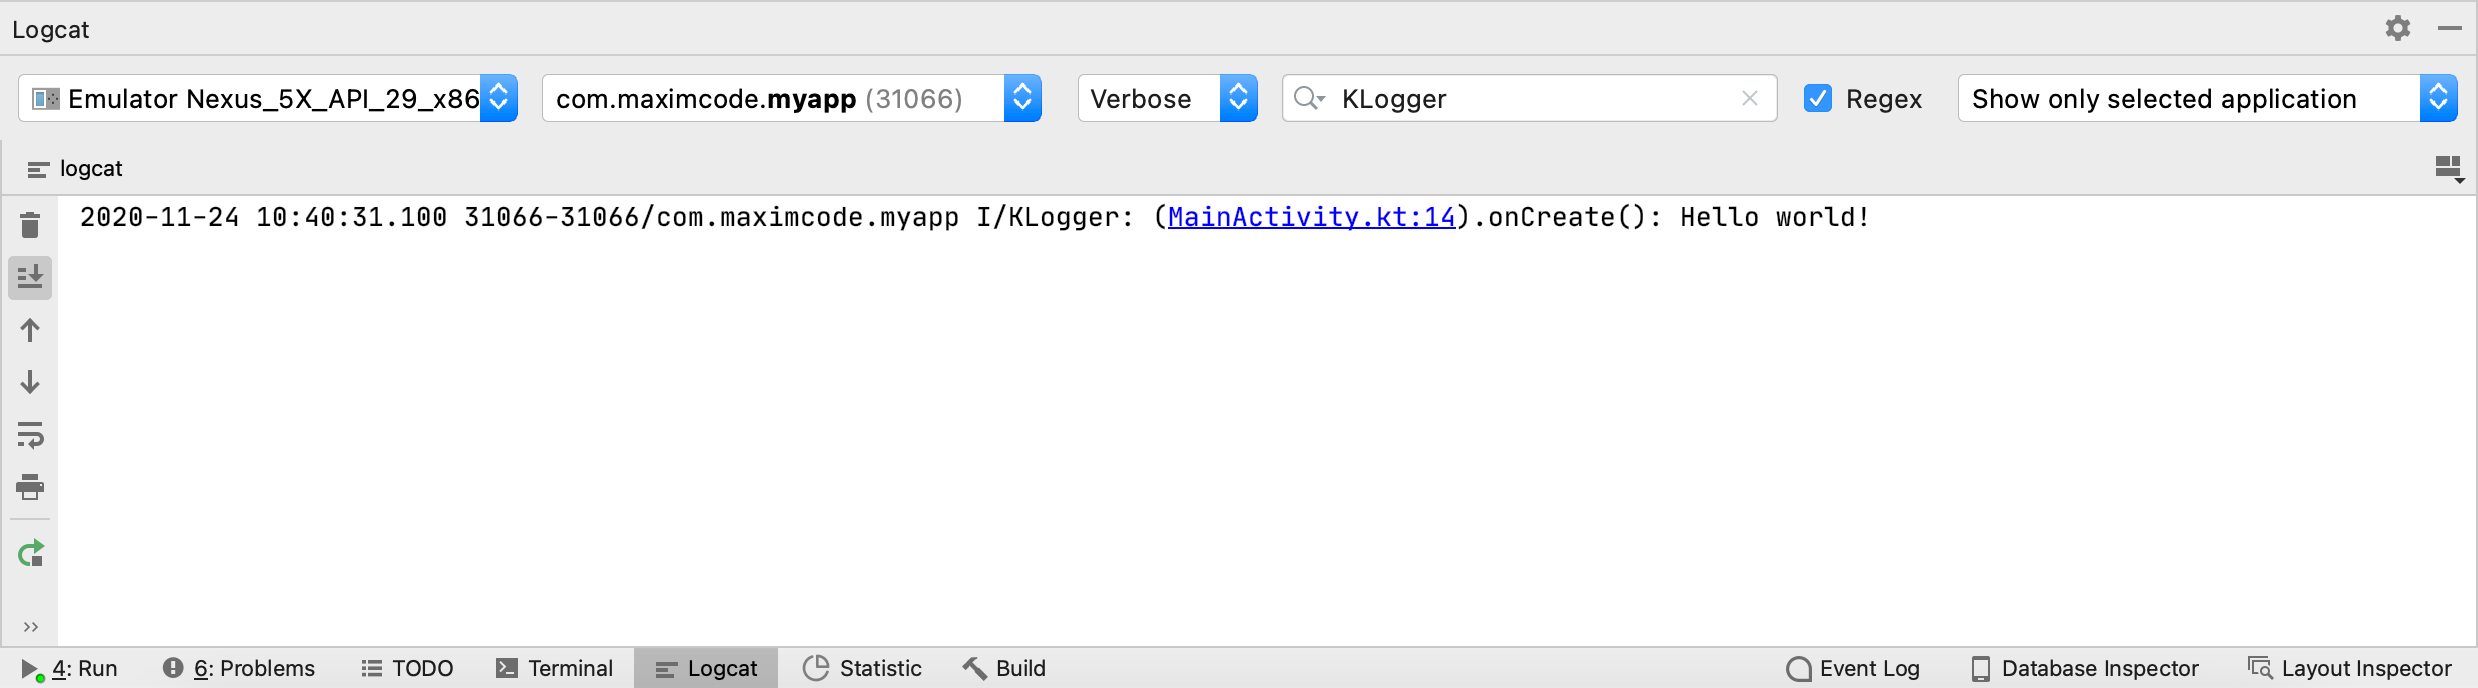 Logcat
Emulator Nexus_5X_API_29_x86 com.maximcode.myapp (31066) Verbose KLogger Regex Show only selected application
logcat
2020-11-24 10:40:31.100 31066-31066/com.maximcode.myapp I/KLogger: (MainActivity.kt:14).onCreate(): Hello world!
4: Run 6: Problems TODO Terminal Logcat Statistic Build Event Log Database Inspector Layout Inspector